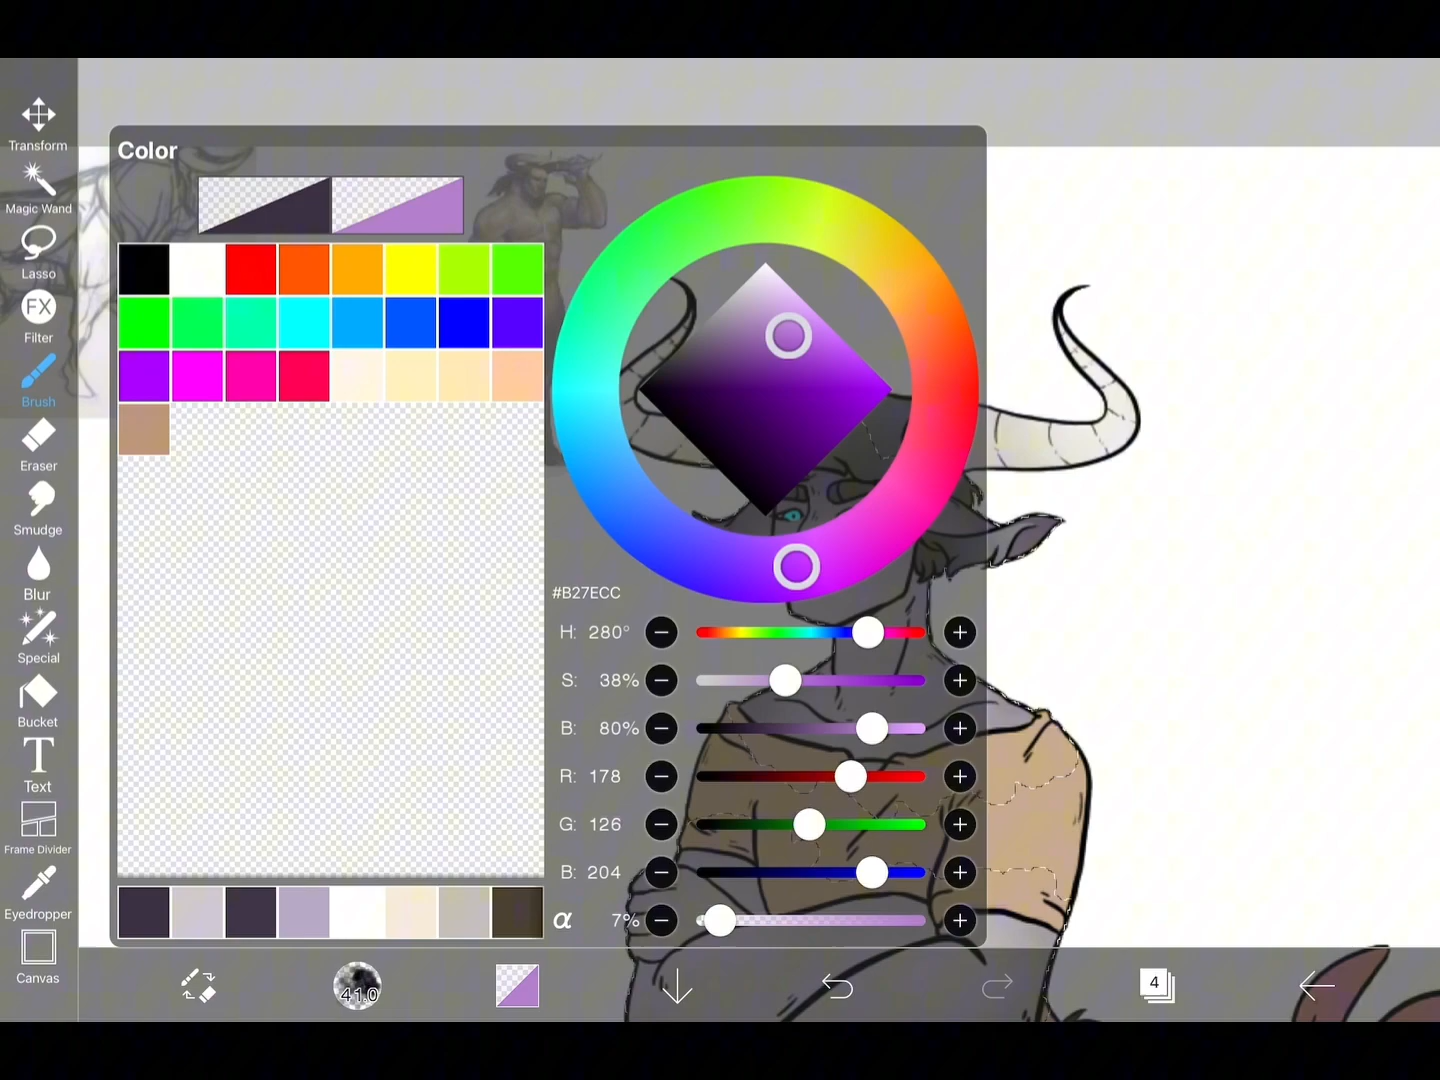 Color
Transform
Magic Wand
Lasso
FX
Filter
Brush
Eraser
Smudge
Blur
Special
Bucket
T
Text
Frame Divider
Eyedropper
Canvas
#B27ECC
H: 280°
S: 38%
B: 80%
R: 178
G: 126
B: 204
α 7%
41.0
4